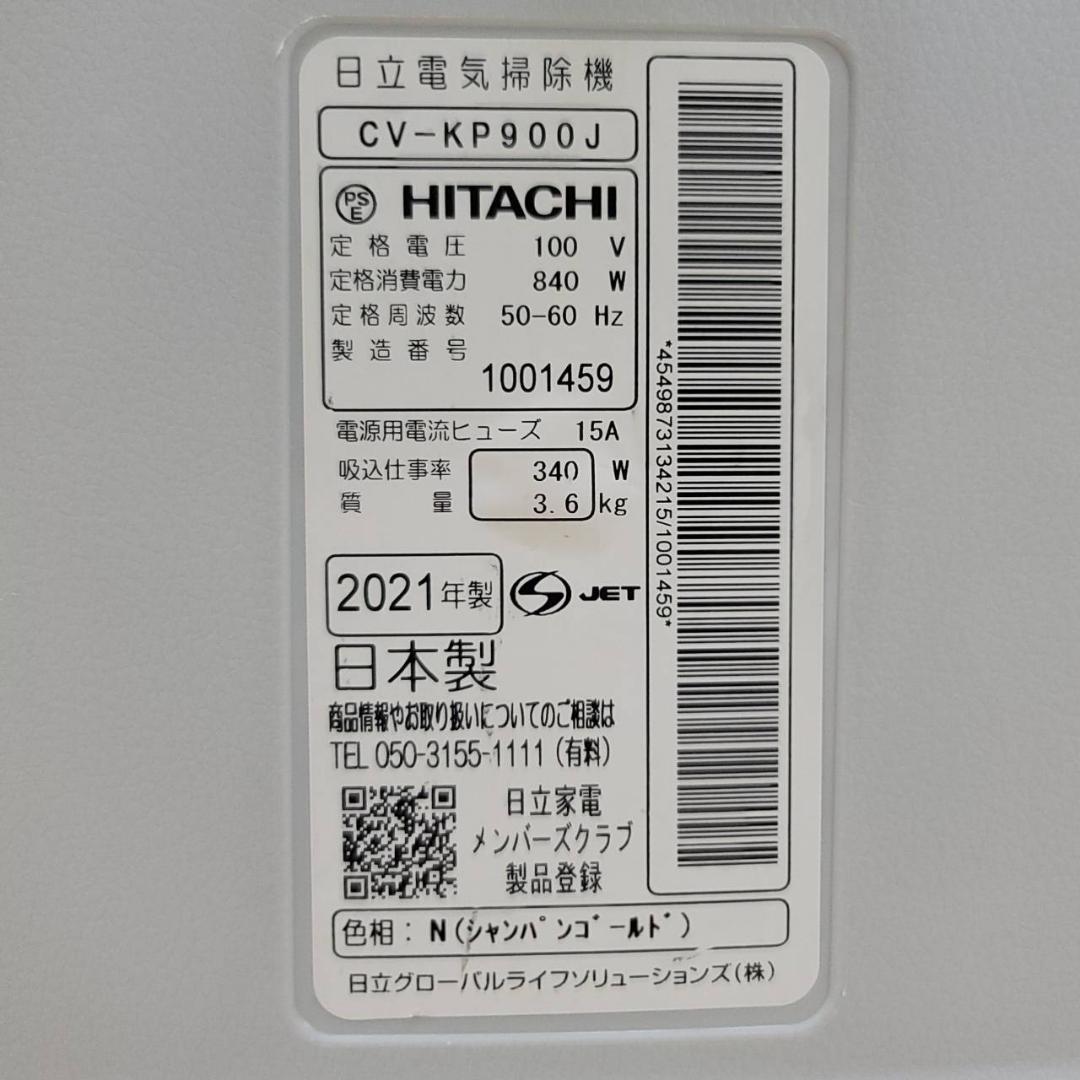 日立電気掃除機
CV-KP900J
PS E HITACHI
定格電圧 100 V
定格消費電力 840 W
定格周波数 50-60 Hz
製造番号
1001459
電源用電流ヒューズ 15A
吸込仕事率 340 W
質量 3.6 kg
2021年製 S JET
日本製
商品情報やお取り扱いについてのご相談は
TEL 050-3155-1111 (有料)
日立家電
メンバーズクラブ
製品登録
色相: N(シャンパンゴールド)
日立グローバルライフソリューションズ(株)
*4549873134215/1001459*